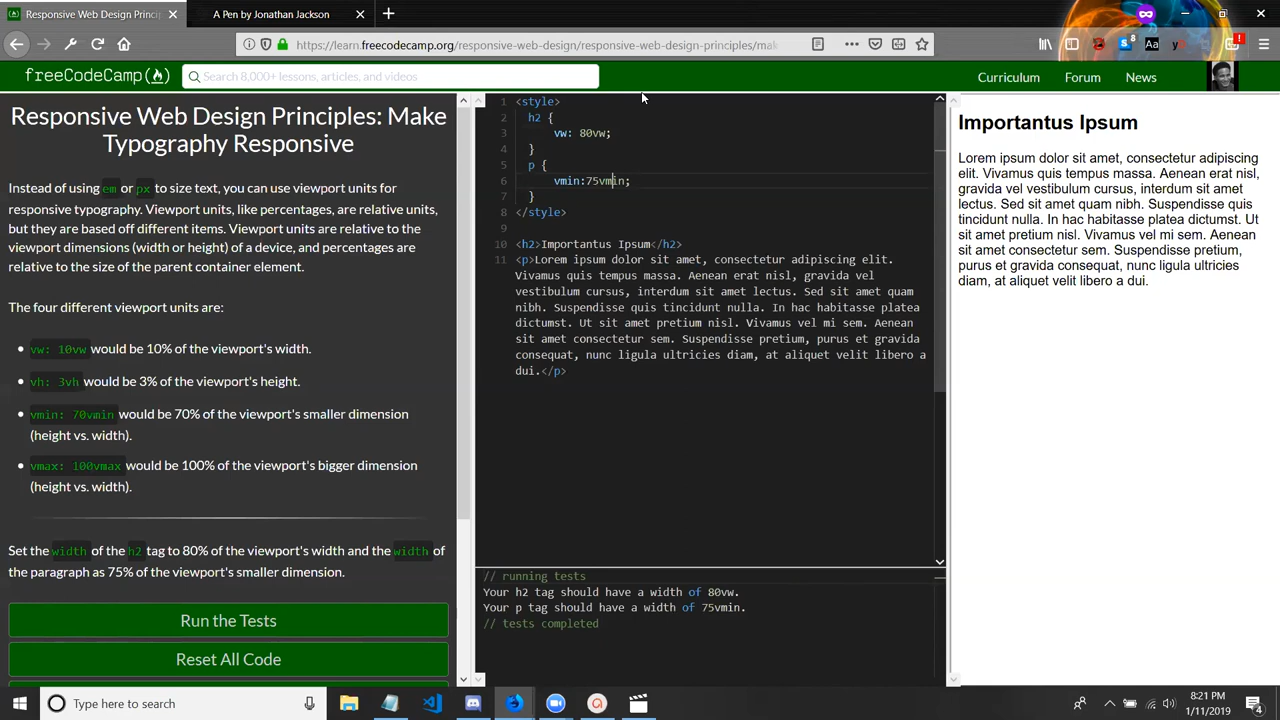 Responsive Web Design Princip
A Pen by Jonathan Jackson
https://learn.freecodecamp.org/responsive-web-design/responsive-web-design-principles/mak
8
Aa
freeCodeCamp
Search 8,000+ lessons, articles, and videos
Curriculum
Forum
News
Responsive Web Design Principles: Make
Typography Responsive
Instead of using em or px to size text, you can use viewport units for
responsive typography. Viewport units, like percentages, are relative units,
but they are based off different items. Viewport units are relative to the
viewport dimensions (width or height) of a device, and percentages are
relative to the size of the parent container element.
The four different viewport units are:
vw: 10vw would be 10% of the viewport's width.
vh: 3vh would be 3% of the viewport's height.
vmin: 70vmin would be 70% of the viewport's smaller dimension
(height vs. width).
vmax: 100vmax would be 100% of the viewport's bigger dimension
(height vs. width).
Set the width of the h2 tag to 80% of the viewport's width and the width of
the paragraph as 75% of the viewport's smaller dimension.
Run the Tests
Reset All Code
1 <style>
2 h2 {
3 vw: 80vw;
4 }
5 p {
6 vmin:75vmin;
7 }
8 </style>
9
10 <h2>Importantus Ipsum</h2>
11 <p>Lorem ipsum dolor sit amet, consectetur adipiscing elit.
Vivamus quis tempus massa. Aenean erat nisl, gravida vel
vestibulum cursus, interdum sit amet lectus. Sed sit amet quam
nibh. Suspendisse quis tincidunt nulla. In hac habitasse platea
dictumst. Ut sit amet pretium nisl. Vivamus vel mi sem. Aenean
sit amet consectetur sem. Suspendisse pretium, purus et gravida
consequat, nunc ligula ultricies diam, at aliquet velit libero a
dui.</p>
// running tests
Your h2 tag should have a width of 80vw.
Your p tag should have a width of 75vmin.
// tests completed
Importantus Ipsum
Lorem ipsum dolor sit amet, consectetur adipiscing
elit. Vivamus quis tempus massa. Aenean erat nisl,
gravida vel vestibulum cursus, interdum sit amet
lectus. Sed sit amet quam nibh. Suspendisse quis
tincidunt nulla. In hac habitasse platea dictumst. Ut
sit amet pretium nisl. Vivamus vel mi sem. Aenean
sit amet consectetur sem. Suspendisse pretium,
purus et gravida consequat, nunc ligula ultricies
diam, at aliquet velit libero a dui.
Type here to search
8:21 PM
1/11/2019
4